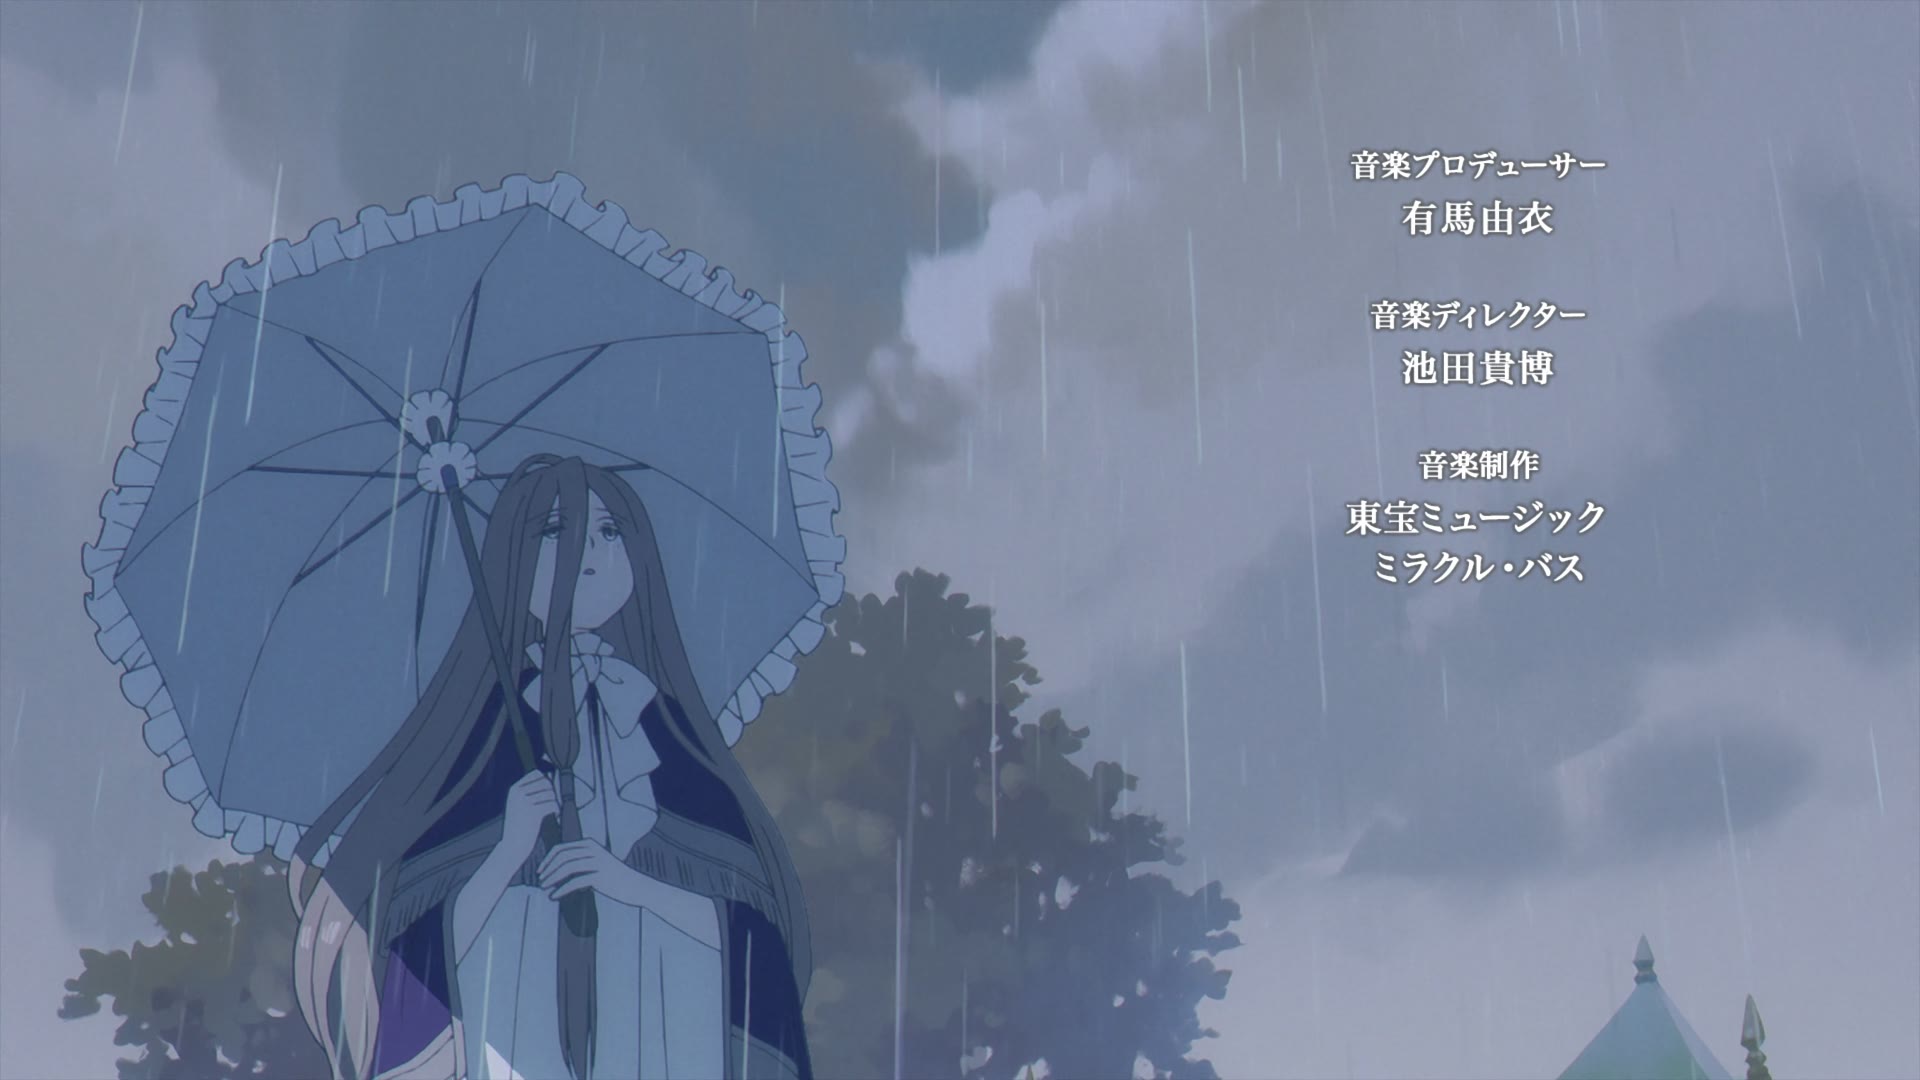 音楽プロデューサー
有馬由衣
音楽ディレクター
池田貴博
音楽制作
東宝ミュージック
ミラクル・バス